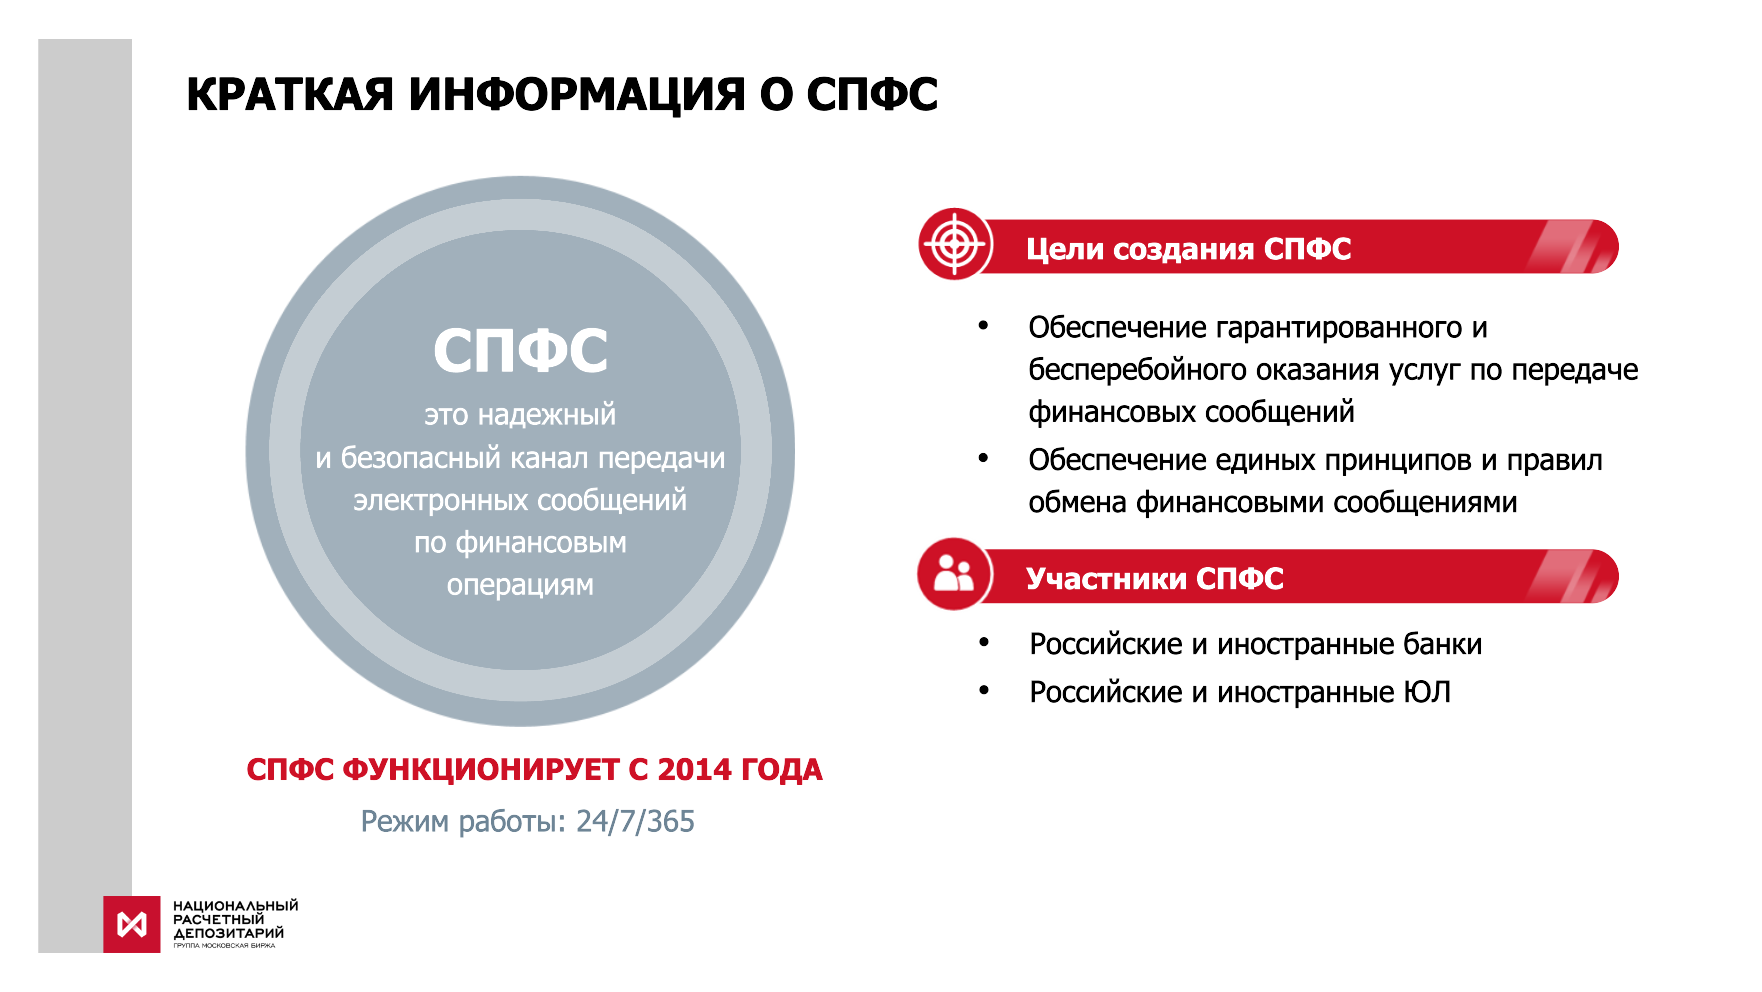 КРАТКАЯ ИНФОРМАЦИЯ О СПФС
СПФС
это надежный
и безопасный канал передачи
электронных сообщений
по финансовым
операциям
СПФС ФУНКЦИОНИРУЕТ С 2014 ГОДА
Режим работы: 24/7/365
Цели создания СПФС
• Обеспечение гарантированного и
бесперебойного оказания услуг по передаче
финансовых сообщений
• Обеспечение единых принципов и правил
обмена финансовыми сообщениями
Участники СПФС
• Российские и иностранные банки
• Российские и иностранные ЮЛ
НАЦИОНАЛЬНЫЙ
РАСЧЕТНЫЙ
ДЕПОЗИТАРИЙ
ГРУППА МОСКОВСКАЯ БИРЖА